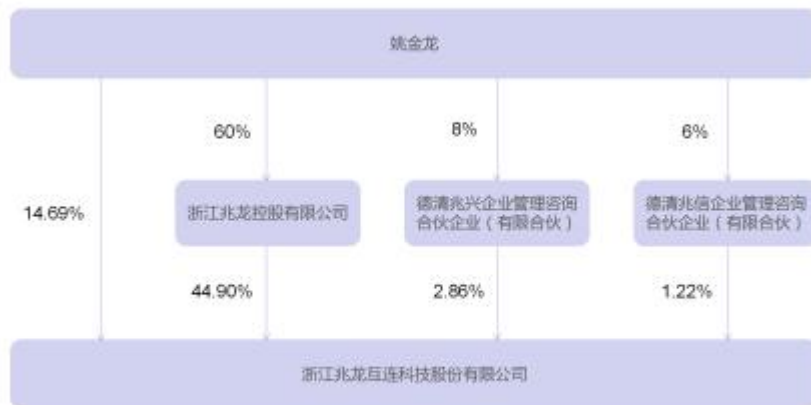 姚金龙
60%
8%
6%
14.69%
浙江兆龙控股有限公司
德清兆兴企业管理咨询
合伙企业（有限合伙）
德清兆信企业管理咨询
合伙企业（有限合伙）
44.90%
2.86%
1.22%
浙江兆龙互连科技股份有限公司